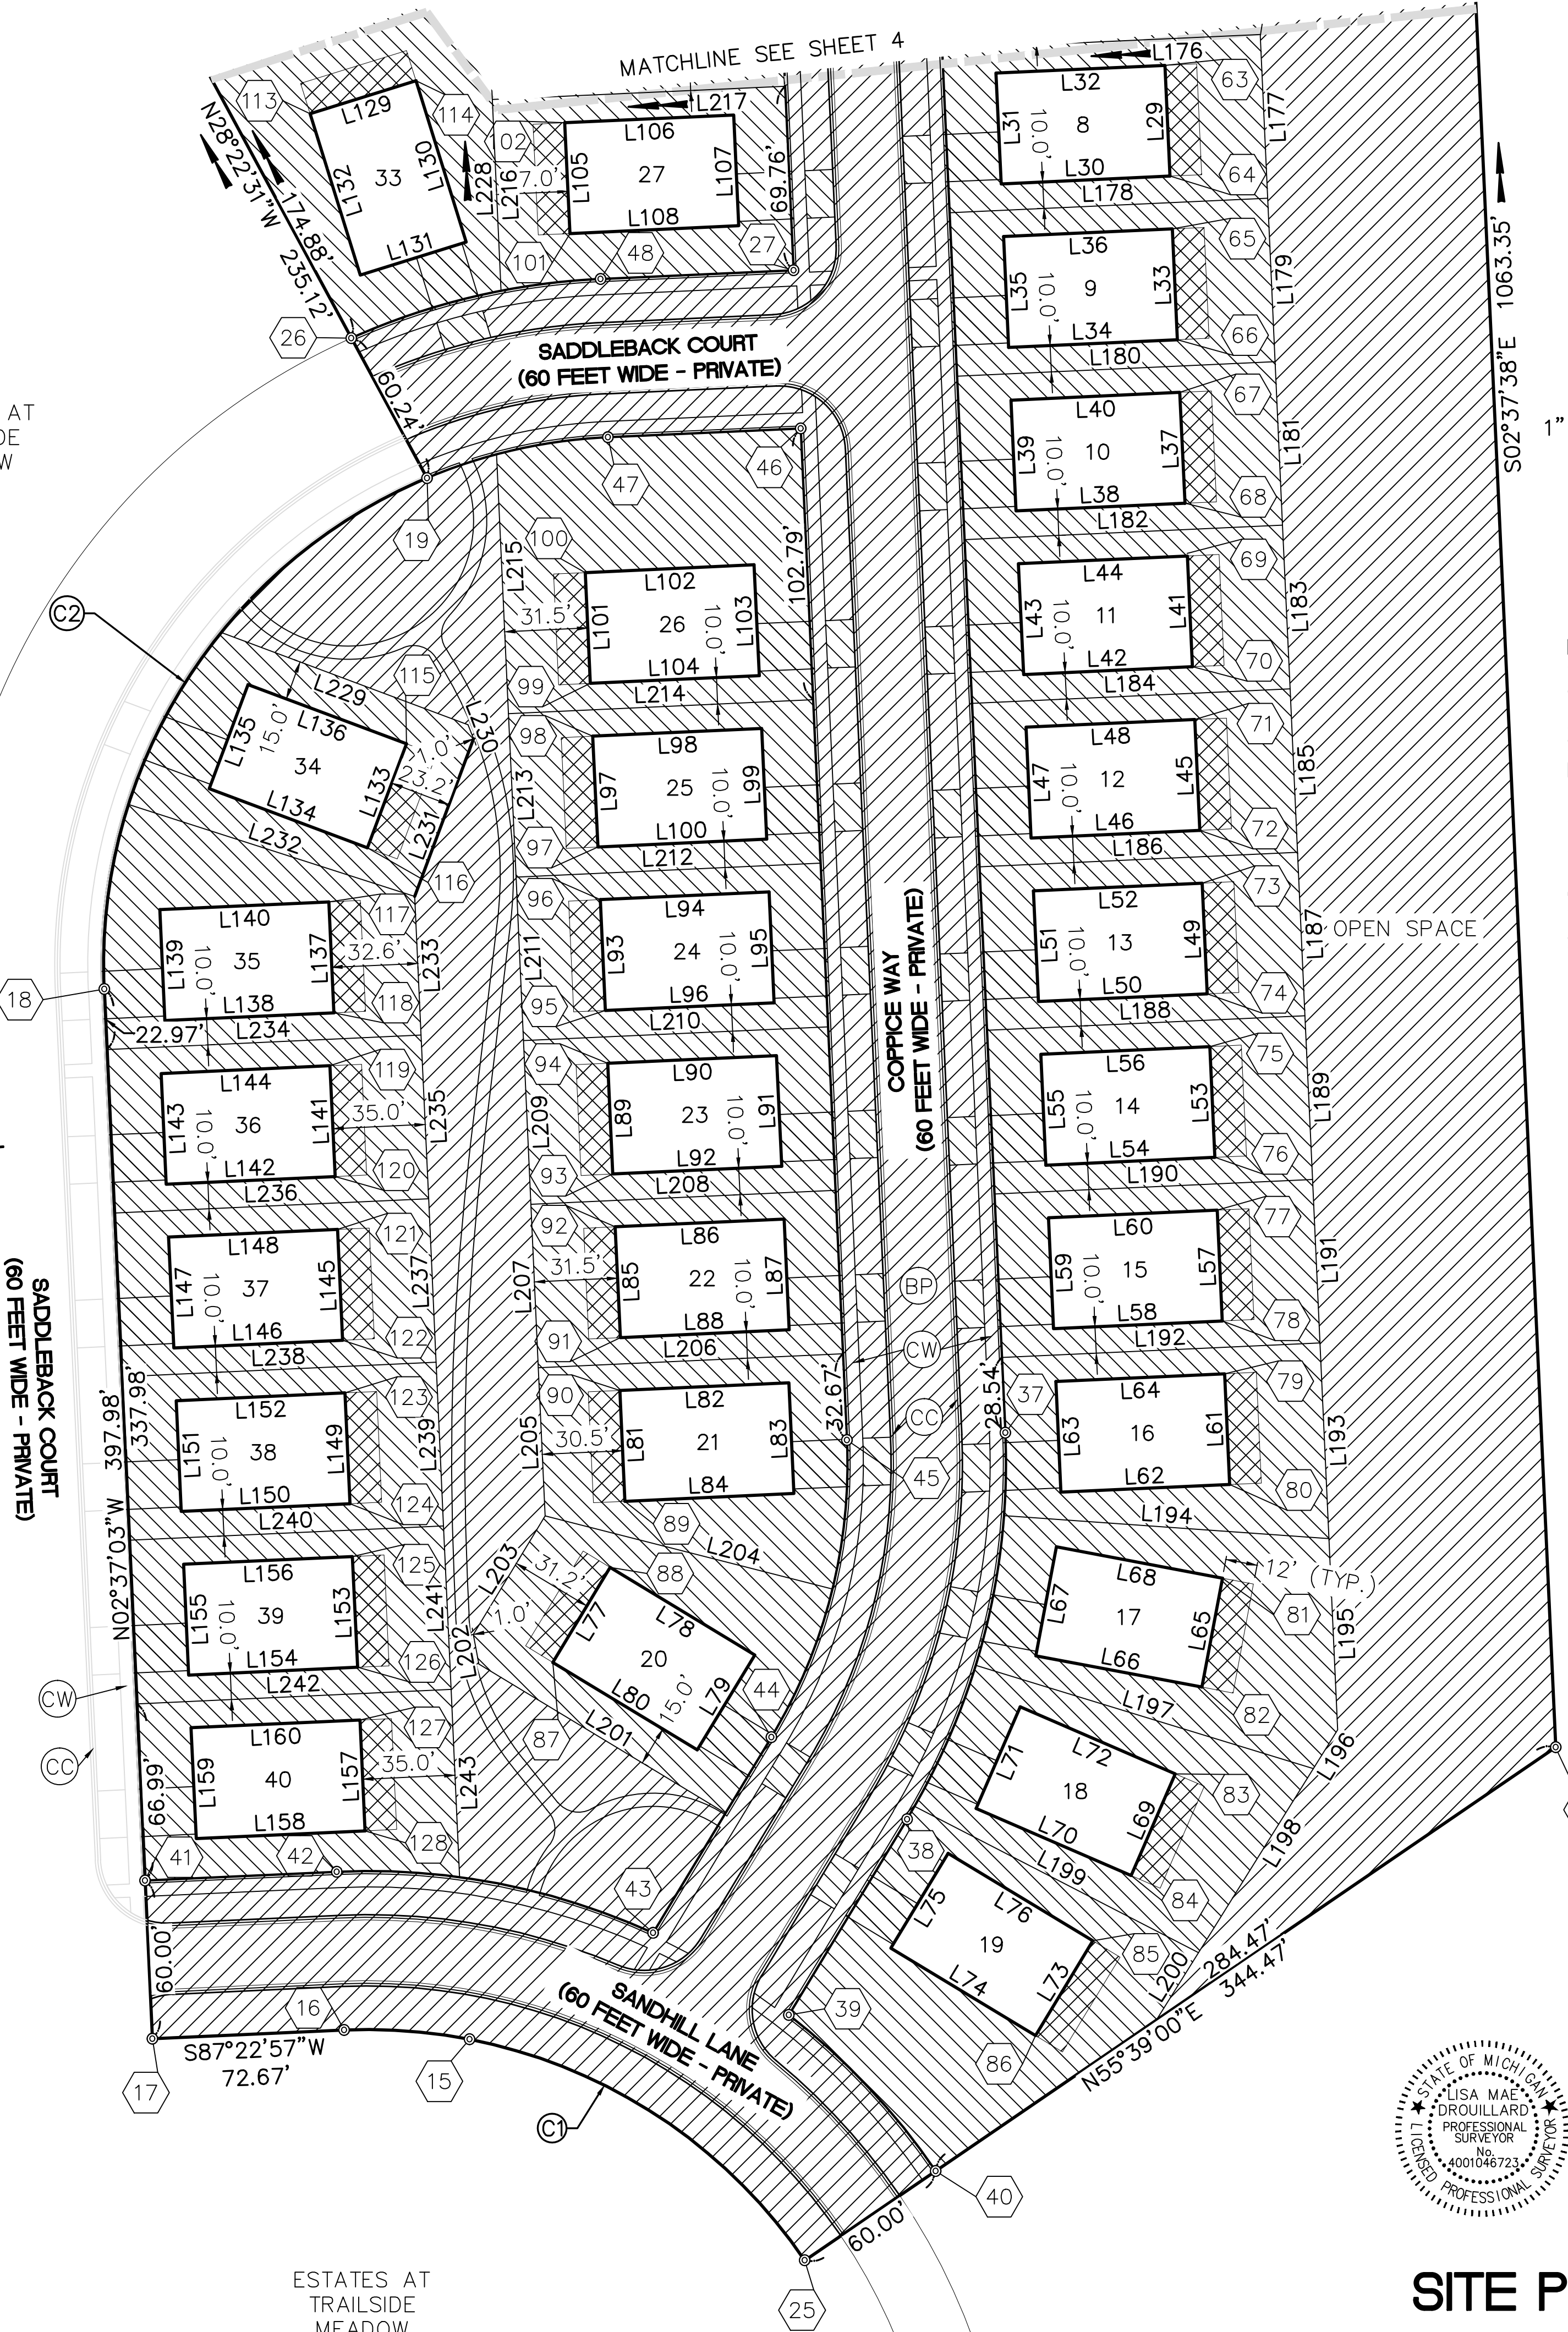 MATCHLINE SEE SHEET 4
L176
L217
113
114
102
63
L129
L130
L131
L132
33
L228
L216
7.0'
L105
L106
L107
L108
27
69.76'
L31
L32
10.0'
8
L29
L30
L177
64
L178
N28°22'31"W
174.88'
235.12'
101
48
27
65
L35
L36
10.0'
9
L33
L34
L179
66
L180
S02°37'38"E 1063.35'
26
SADDLEBACK COURT
(60 FEET WIDE - PRIVATE)
60.24'
AT
DE
W
1"
67
L39
L40
10.0'
10
L37
L38
L181
68
L182
46
47
19
100
L215
102.79'
L101
L102
31.5'
26
10.0'
L103
L104
99
L214
69
L43
L44
10.0'
11
L41
L42
L183
70
L184
C2
115
L229
L230
L135
15.0'
L136
34
L133
L134
1.0'
23.2'
L231
L232
116
98
L213
L97
L98
25
10.0'
L99
L100
97
L212
71
L47
L48
10.0'
12
L45
L46
L185
72
L186
117
L139
L140
10.0'
35
L137
32.6'
L138
L233
118
L234
18
22.97'
96
L211
L93
L94
24
10.0'
L95
L96
95
L210
COPPICE WAY
(60 FEET WIDE - PRIVATE)
73
L51
L52
10.0'
13
L49
L50
L187
74
L188
OPEN SPACE
119
L143
L144
10.0'
36
L141
35.0'
L142
L235
120
L236
94
L209
L89
L90
23
10.0'
L91
L92
93
L208
75
L55
L56
10.0'
14
L53
L54
L189
76
L190
SADDLEBACK COURT
(60 FEET WIDE - PRIVATE)
121
L147
L148
10.0'
37
L145
L146
L237
122
L238
92
L207
31.5'
L85
L86
22
10.0'
L87
L88
91
L206
BP
CW
CC
77
L59
L60
10.0'
15
L57
L58
L191
78
L192
N02°37'03"W 397.98'
337.98'
123
L151
L152
10.0'
38
L149
L150
L239
124
L240
90
L205
30.5'
L81
L82
21
L83
L84
89
32.67'
45
28.54'
37
79
L63
L64
16
L61
L62
L193
80
L194
125
L155
L156
10.0'
39
L153
L154
L241
126
L242
L202
L203
31.2'
1.0'
88
L204
L77
L78
20
L79
L80
15.0'
44
87
L201
L67
L68
17
L65
L66
12' (TYP.)
81
L195
82
L197
L196
CW
CC
66.99'
127
L159
L160
40
L157
35.0'
L158
L243
128
41
42
43
L71
L72
18
L69
L70
83
L198
84
L199
38
L75
L76
19
L73
L74
85
L200
86
284.47'
344.47'
N55°39'00"E
60.00'
16
S87°22'57"W
72.67'
17
15
C1
SANDHILL LANE
(60 FEET WIDE - PRIVATE)
39
40
60.00'
25
ESTATES AT
TRAILSIDE
MEADOW
STATE OF MICHIGAN
LISA MAE
DROUILLARD
PROFESSIONAL
SURVEYOR
No.
4001046723
LICENSED PROFESSIONAL SURVEYOR
SITE P